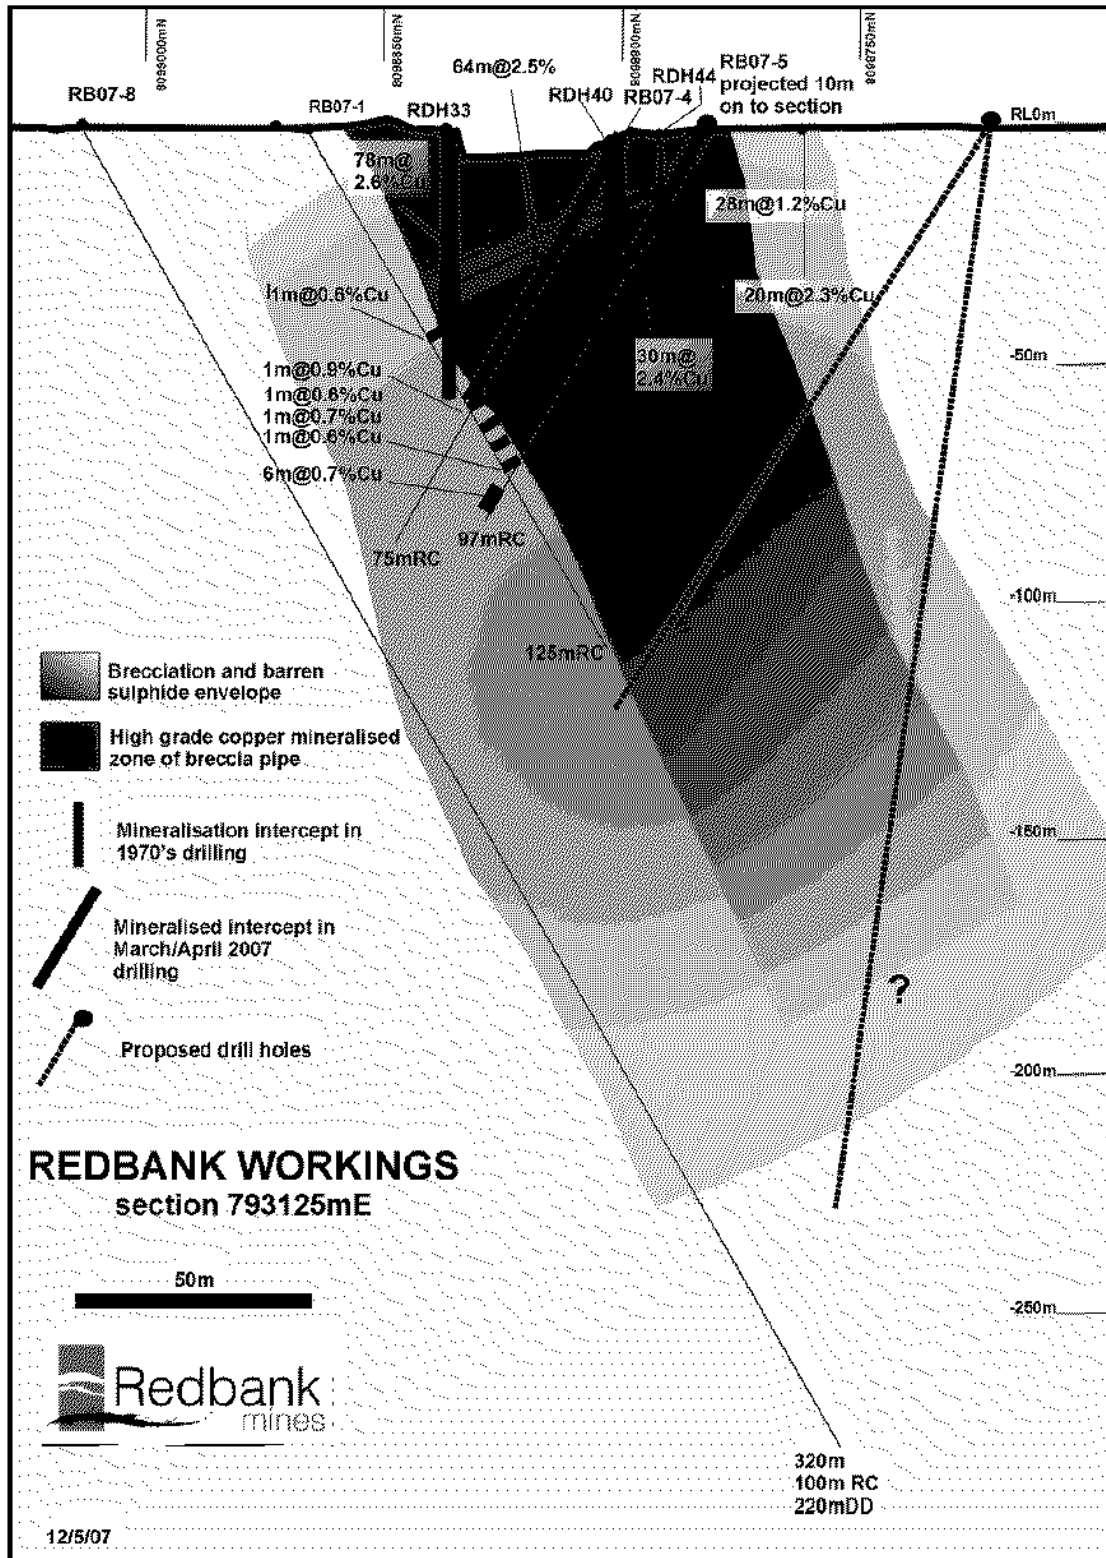 8099000mN
8098850mN
64m@2.5%
RB07-8
RB07-1
RDH33
RDH40
RB07-4
RDH44
RB07-5
projected 10m
on to section
RL0m
78m@
2.6%Cu
28m@1.2%Cu
1m@0.6%Cu
20m@2.3%Cu
30m@
2.4%Cu
-50m
1m@0.9%Cu
1m@0.6%Cu
1m@0.7%Cu
1m@0.6%Cu
6m@0.7%Cu
97mRC
75mRC
-100m
125mRC
?
Brecciation and barren
sulphide envelope
High grade copper mineralised
zone of breccia pipe
Mineralisation intercept in
1970's drilling
-150m
Mineralised intercept in
March/April 2007
drilling
?
Proposed drill holes
-200m
REDBANK WORKINGS
section 793125mE
50m
-250m
Redbank
mines
320m
100m RC
220mDD
12/5/07